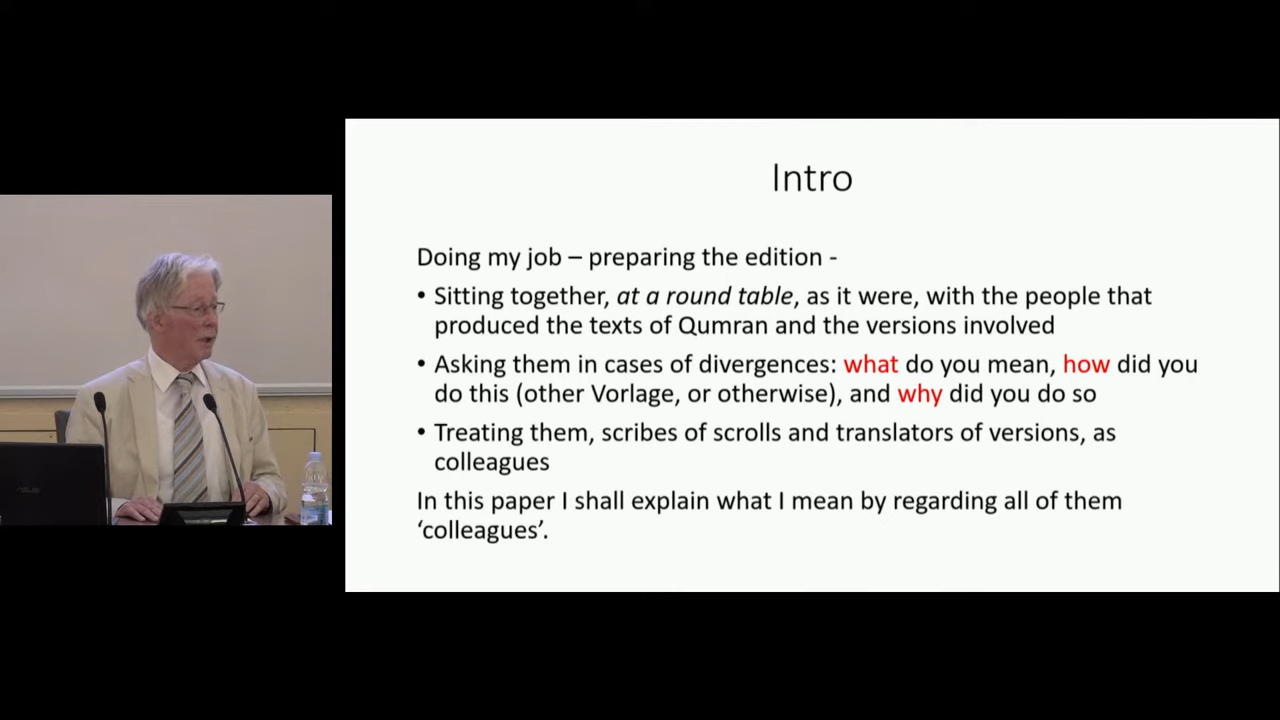 Intro
Doing my job – preparing the edition -
• Sitting together, at a round table, as it were, with the people that
produced the texts of Qumran and the versions involved
• Asking them in cases of divergences: what do you mean, how did you
do this (other Vorlage, or otherwise), and why did you do so
• Treating them, scribes of scrolls and translators of versions, as
colleagues
In this paper I shall explain what I mean by regarding all of them
‘colleagues’.